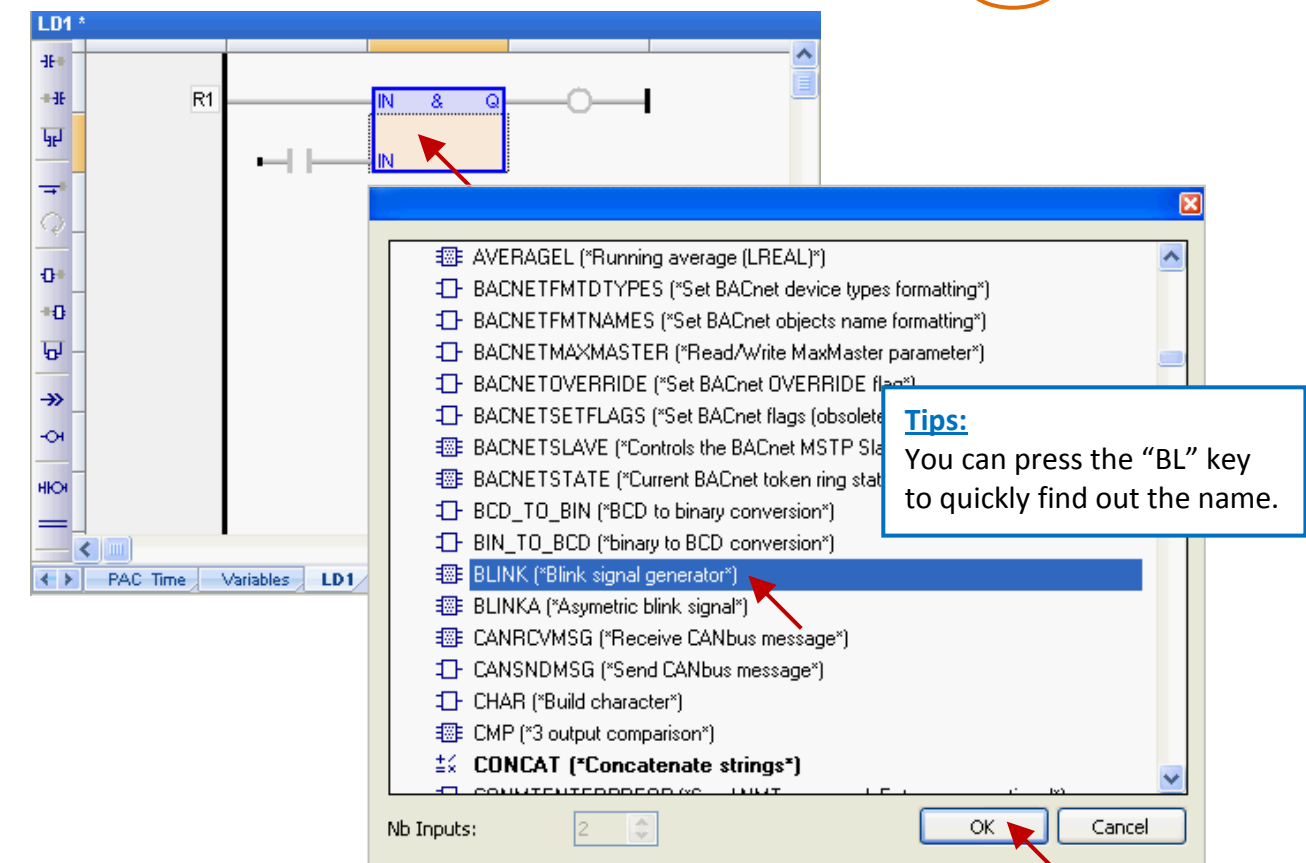 LD1 *
R1
IN & Q
IN
PAC Time Variables LD1
AVERAGEL (*Running average (LREAL)*)
BACNETFMTDTYPES (*Set BACnet device types formatting*)
BACNETFMTNAMES (*Set BACnet objects name formatting*)
BACNETMAXMASTER (*Read/Write MaxMaster parameter*)
BACNETOVERRIDE (*Set BACnet OVERRIDE flag*)
BACNETSETFLAGS (*Set BACnet flags (obsolete
BACNETSLAVE (*Controls the BACnet MSTP Sla
BACNETSTATE (*Current BACnet token ring stat
BCD_TO_BIN (*BCD to binary conversion*)
BIN_TO_BCD (*binary to BCD conversion*)
BLINK (*Blink signal generator*)
BLINKA (*Asymetric blink signal*)
CANRCVMSG (*Receive CANbus message*)
CANSNDMSG (*Send CANbus message*)
CHAR (*Build character*)
CMP (*3 output comparison*)
CONCAT (*Concatenate strings*)
Nb Inputs: 2 OK Cancel
Tips:
You can press the “BL” key
to quickly find out the name.